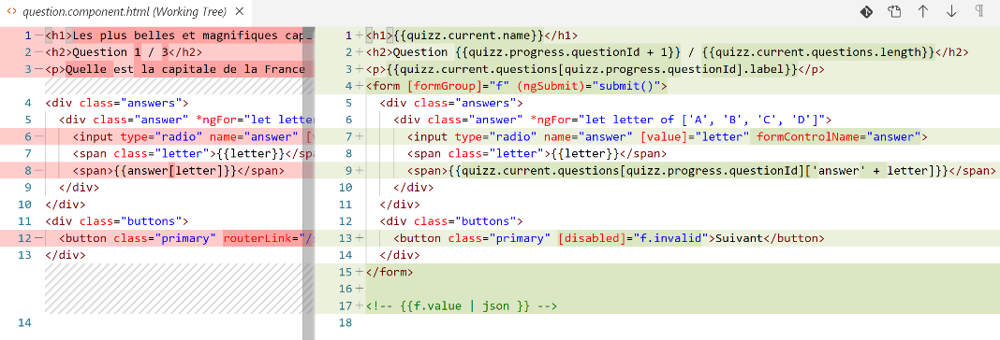 question.component.html (Working Tree)
1 <h1>Les plus belles et magnifiques cap
2 <h2>Question 1 / 3</h2>
3 <p>Quelle est la capitale de la France
4 <div class="answers">
5 <div class="answer" *ngFor="let lette
6 <input type="radio" name="answer" [
7 <span class="letter">{{letter}}</sp
8 <span>{{answer[letter]}}</span>
9 </div>
10 </div>
11 <div class="buttons">
12 <button class="primary" routerLink="/
13 </div>
14
1 <h1>{{quizz.current.name}}</h1>
2 <h2>Question {{quizz.progress.questionId + 1}} / {{quizz.current.questions.length}}</h2>
3 <p>{{quizz.current.questions[quizz.progress.questionId].label}}</p>
4 <form [formGroup]="f" (ngSubmit)="submit()">
5 <div class="answers">
6 <div class="answer" *ngFor="let letter of ['A', 'B', 'C', 'D']">
7 <input type="radio" name="answer" [value]="letter" formControlName="answer">
8 <span class="letter">{{letter}}</span>
9 <span>{{quizz.current.questions[quizz.progress.questionId]['answer' + letter]}}</span>
10 </div>
11 </div>
12 <div class="buttons">
13 <button class="primary" [disabled]="f.invalid">Suivant</button>
14 </div>
15 </form>
16
17 <!-- {{f.value | json }} -->
18